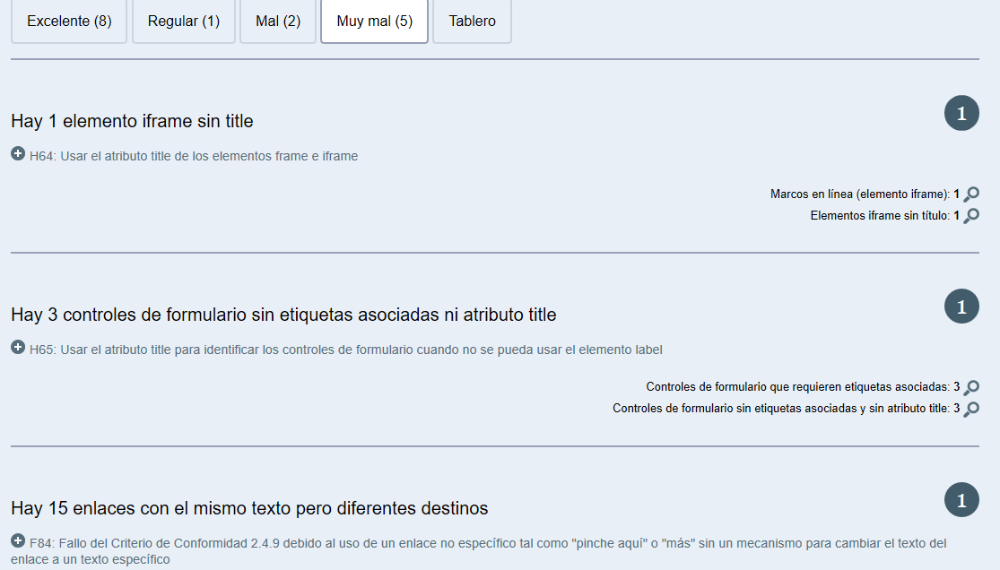 Excelente (8) Regular (1) Mal (2) Muy mal (5) Tablero
Hay 1 elemento iframe sin title 1
H64: Usar el atributo title de los elementos frame e iframe
Marcos en línea (elemento iframe): 1
Elementos iframe sin título: 1
Hay 3 controles de formulario sin etiquetas asociadas ni atributo title 1
H65: Usar el atributo title para identificar los controles de formulario cuando no se pueda usar el elemento label
Controles de formulario que requieren etiquetas asociadas: 3
Controles de formulario sin etiquetas asociadas y sin atributo title: 3
Hay 15 enlaces con el mismo texto pero diferentes destinos 1
F84: Fallo del Criterio de Conformidad 2.4.9 debido al uso de un enlace no específico tal como "pinche aquí" o "más" sin un mecanismo para cambiar el texto del
enlace a un texto específico